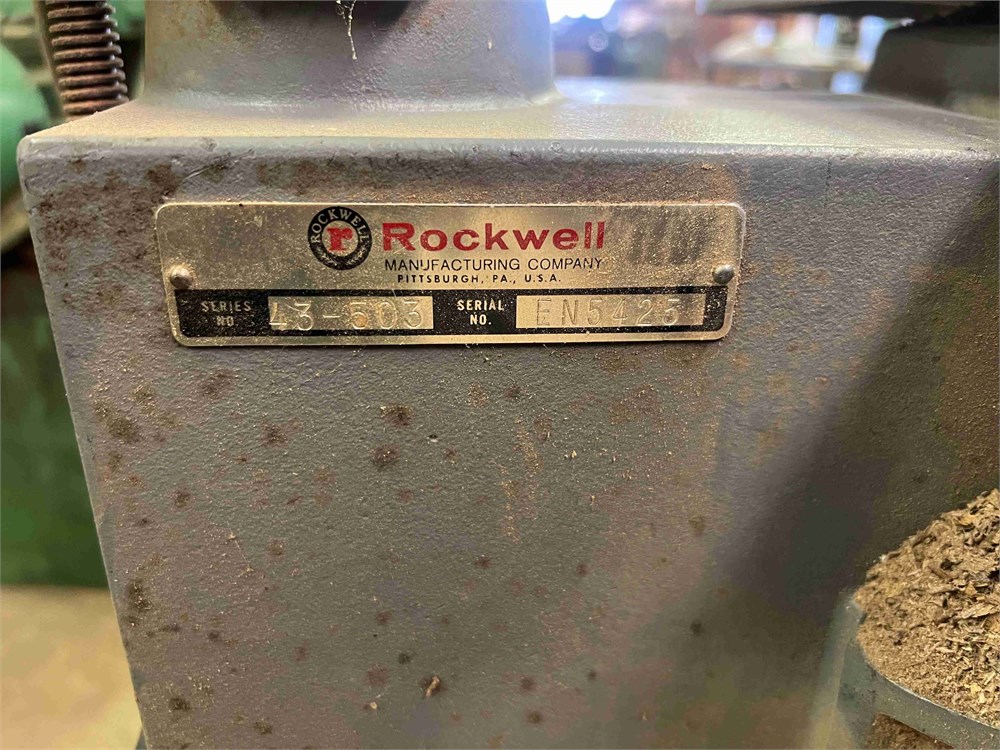 ROCKWELL
r
Rockwell
MANUFACTURING COMPANY
PITTSBURGH, PA., U.S.A.
SERIES NO. 43-503 SERIAL NO. EN5425